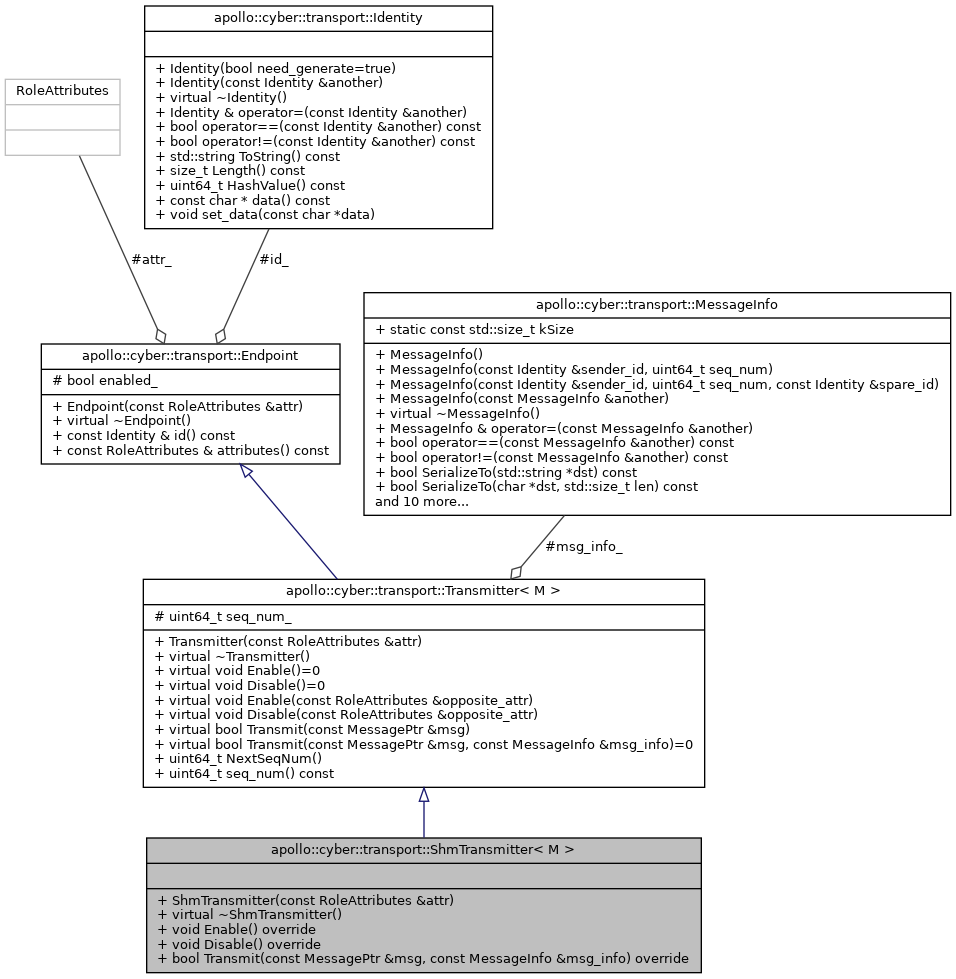 apollo::cyber::transport::Identity
+ Identity(bool need_generate=true)
+ Identity(const Identity &another)
+ virtual ~Identity()
+ Identity & operator=(const Identity &another)
+ bool operator==(const Identity &another) const
+ bool operator!=(const Identity &another) const
+ std::string ToString() const
+ size_t Length() const
+ uint64_t HashValue() const
+ const char * data() const
+ void set_data(const char *data)
RoleAttributes
#attr_
#id_
apollo::cyber::transport::Endpoint
# bool enabled_
+ Endpoint(const RoleAttributes &attr)
+ virtual ~Endpoint()
+ const Identity & id() const
+ const RoleAttributes & attributes() const
apollo::cyber::transport::MessageInfo
+ static const std::size_t kSize
+ MessageInfo()
+ MessageInfo(const Identity &sender_id, uint64_t seq_num)
+ MessageInfo(const Identity &sender_id, uint64_t seq_num, const Identity &spare_id)
+ MessageInfo(const MessageInfo &another)
+ virtual ~MessageInfo()
+ MessageInfo & operator=(const MessageInfo &another)
+ bool operator==(const MessageInfo &another) const
+ bool operator!=(const MessageInfo &another) const
+ bool SerializeTo(std::string *dst) const
+ bool SerializeTo(char *dst, std::size_t len) const
and 10 more...
#msg_info_
apollo::cyber::transport::Transmitter< M >
# uint64_t seq_num_
+ Transmitter(const RoleAttributes &attr)
+ virtual ~Transmitter()
+ virtual void Enable()=0
+ virtual void Disable()=0
+ virtual void Enable(const RoleAttributes &opposite_attr)
+ virtual void Disable(const RoleAttributes &opposite_attr)
+ virtual bool Transmit(const MessagePtr &msg)
+ virtual bool Transmit(const MessagePtr &msg, const MessageInfo &msg_info)=0
+ uint64_t NextSeqNum()
+ uint64_t seq_num() const
apollo::cyber::transport::ShmTransmitter< M >
+ ShmTransmitter(const RoleAttributes &attr)
+ virtual ~ShmTransmitter()
+ void Enable() override
+ void Disable() override
+ bool Transmit(const MessagePtr &msg, const MessageInfo &msg_info) override